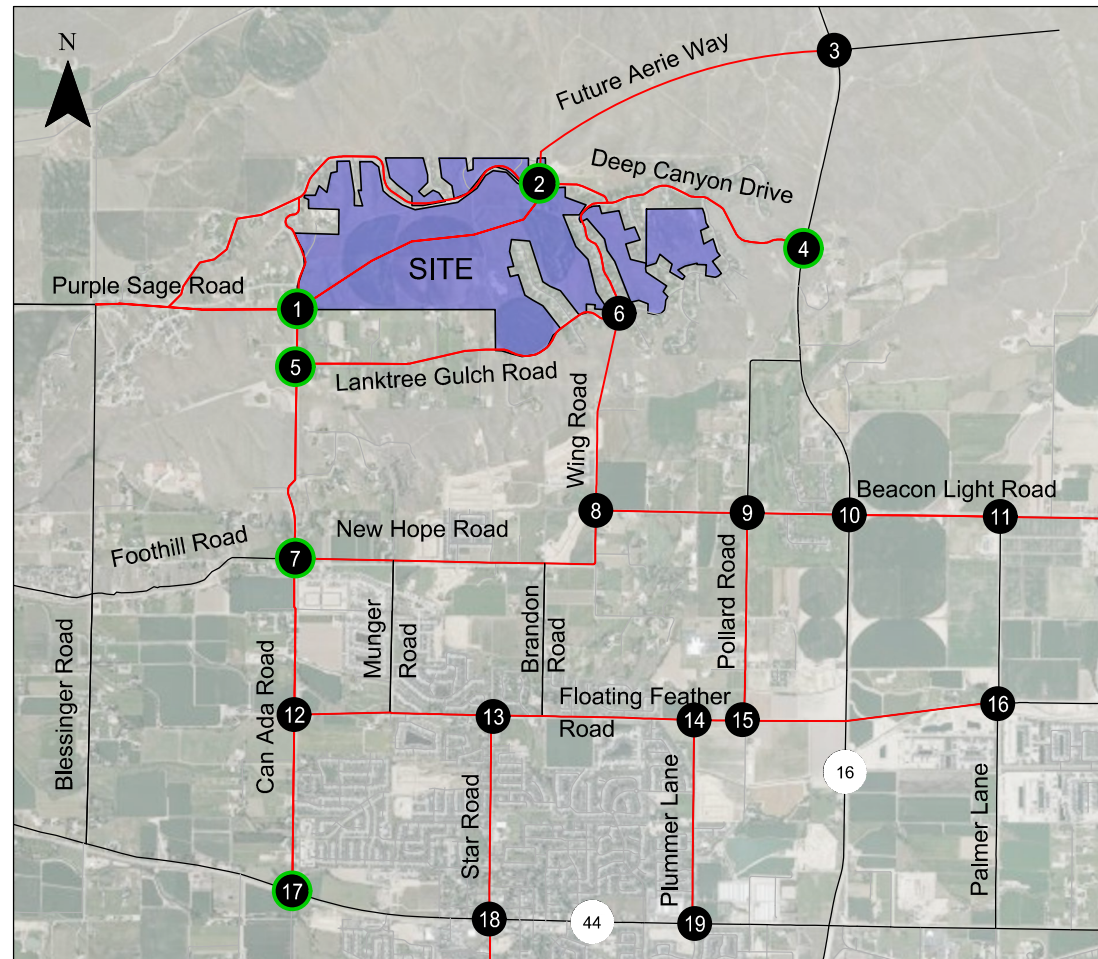 N
3
Future Aerie Way
2
Deep Canyon Drive
4
SITE
Purple Sage Road
1
6
5
Lanktree Gulch Road
Wing Road
8
9
10
Beacon Light Road
11
New Hope Road
Foothill Road
7
Munger
Road
Brandon
Road
Pollard Road
Blessinger Road
Can Ada Road
12
13
Floating Feather
Road
14
15
16
16
Star Road
Plummer Lane
Palmer Lane
17
18
44
19